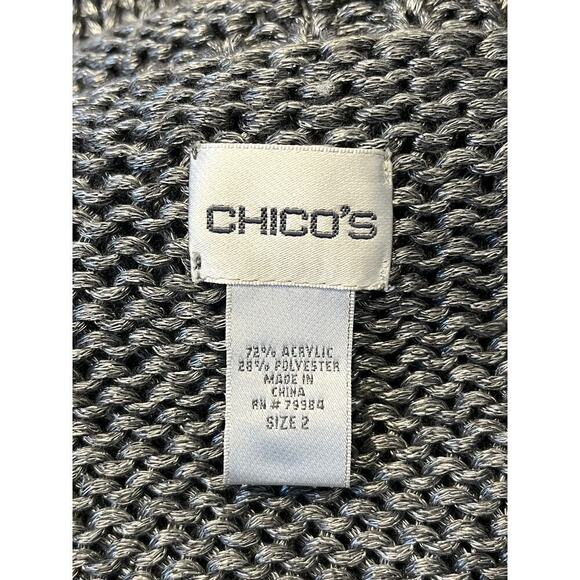 CHICO'S
72% ACRYLIC
28% POLYESTER
MADE IN
CHINA
RN # 79984
SIZE 2